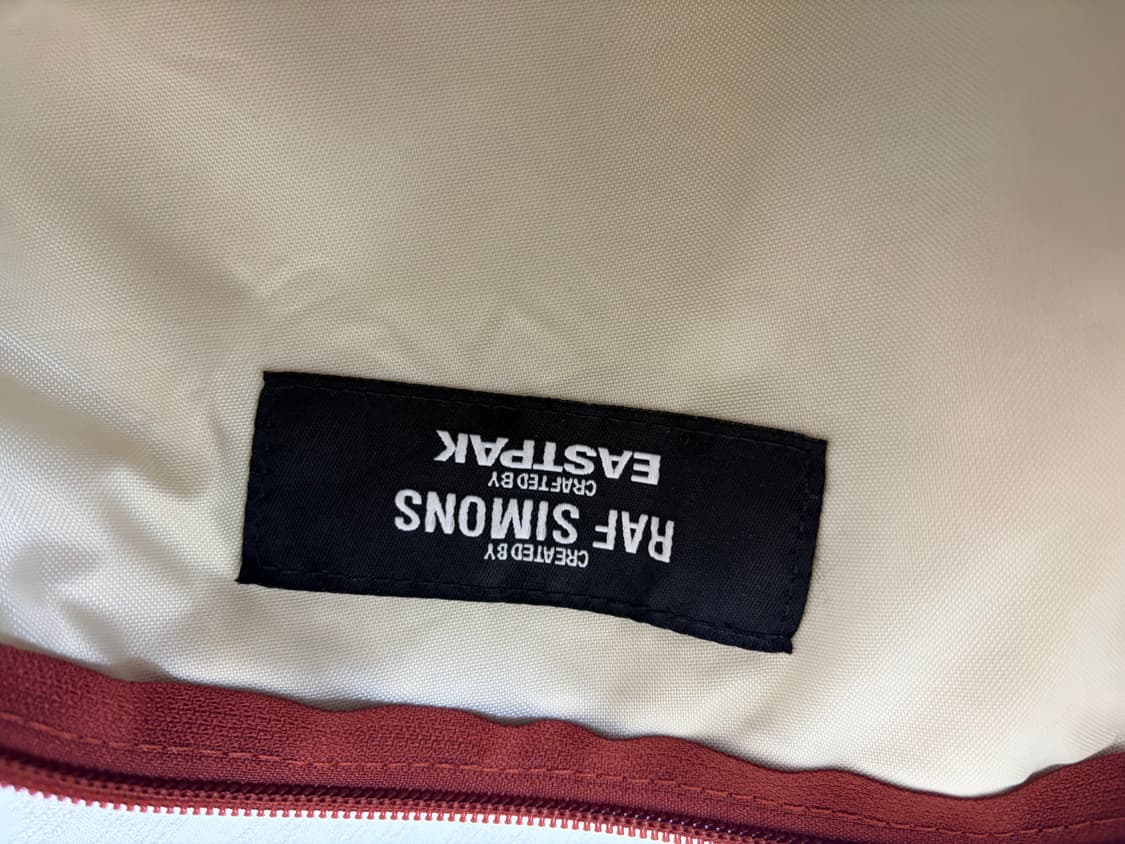 CREATED BY
RAF SIMONS
CRAFTED BY
EASTPAK